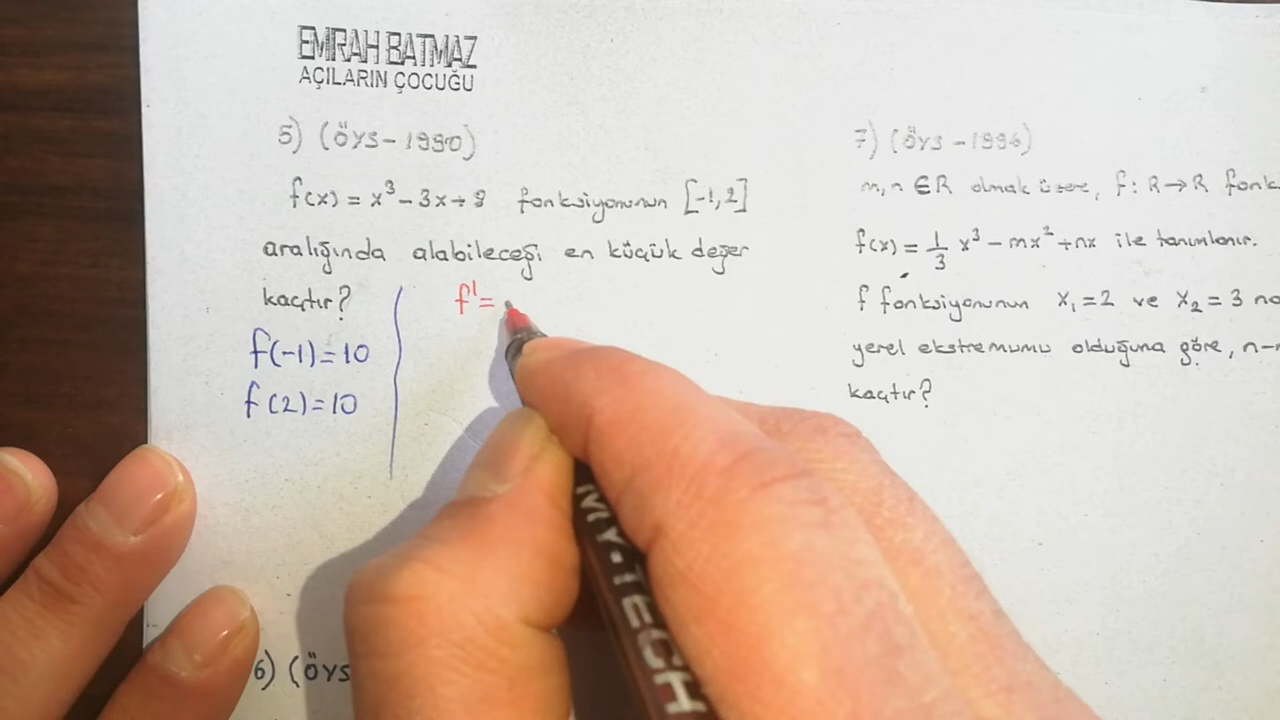 EMRAH BATMAZ
AÇILARIN ÇOCUĞU
5) (ÖYS-1990)
f(x) = x³ - 3x + 8 fonksiyonunun [-1,2]
aralığında alabileceği en küçük değer
kaçtır?
f(-1)=10
f(2)=10
f'=
6) (ÖYS
7) (ÖYS-1996)
m,n ∈ R olmak üzere, f: R→R fonk
f(x) = 1/3 x³ - mx² + nx ile tanımlanır.
f fonksiyonunun x₁=2 ve x₂=3 no
yerel ekstremumu olduğuna göre, n-
kaçtır?
MY-TECH